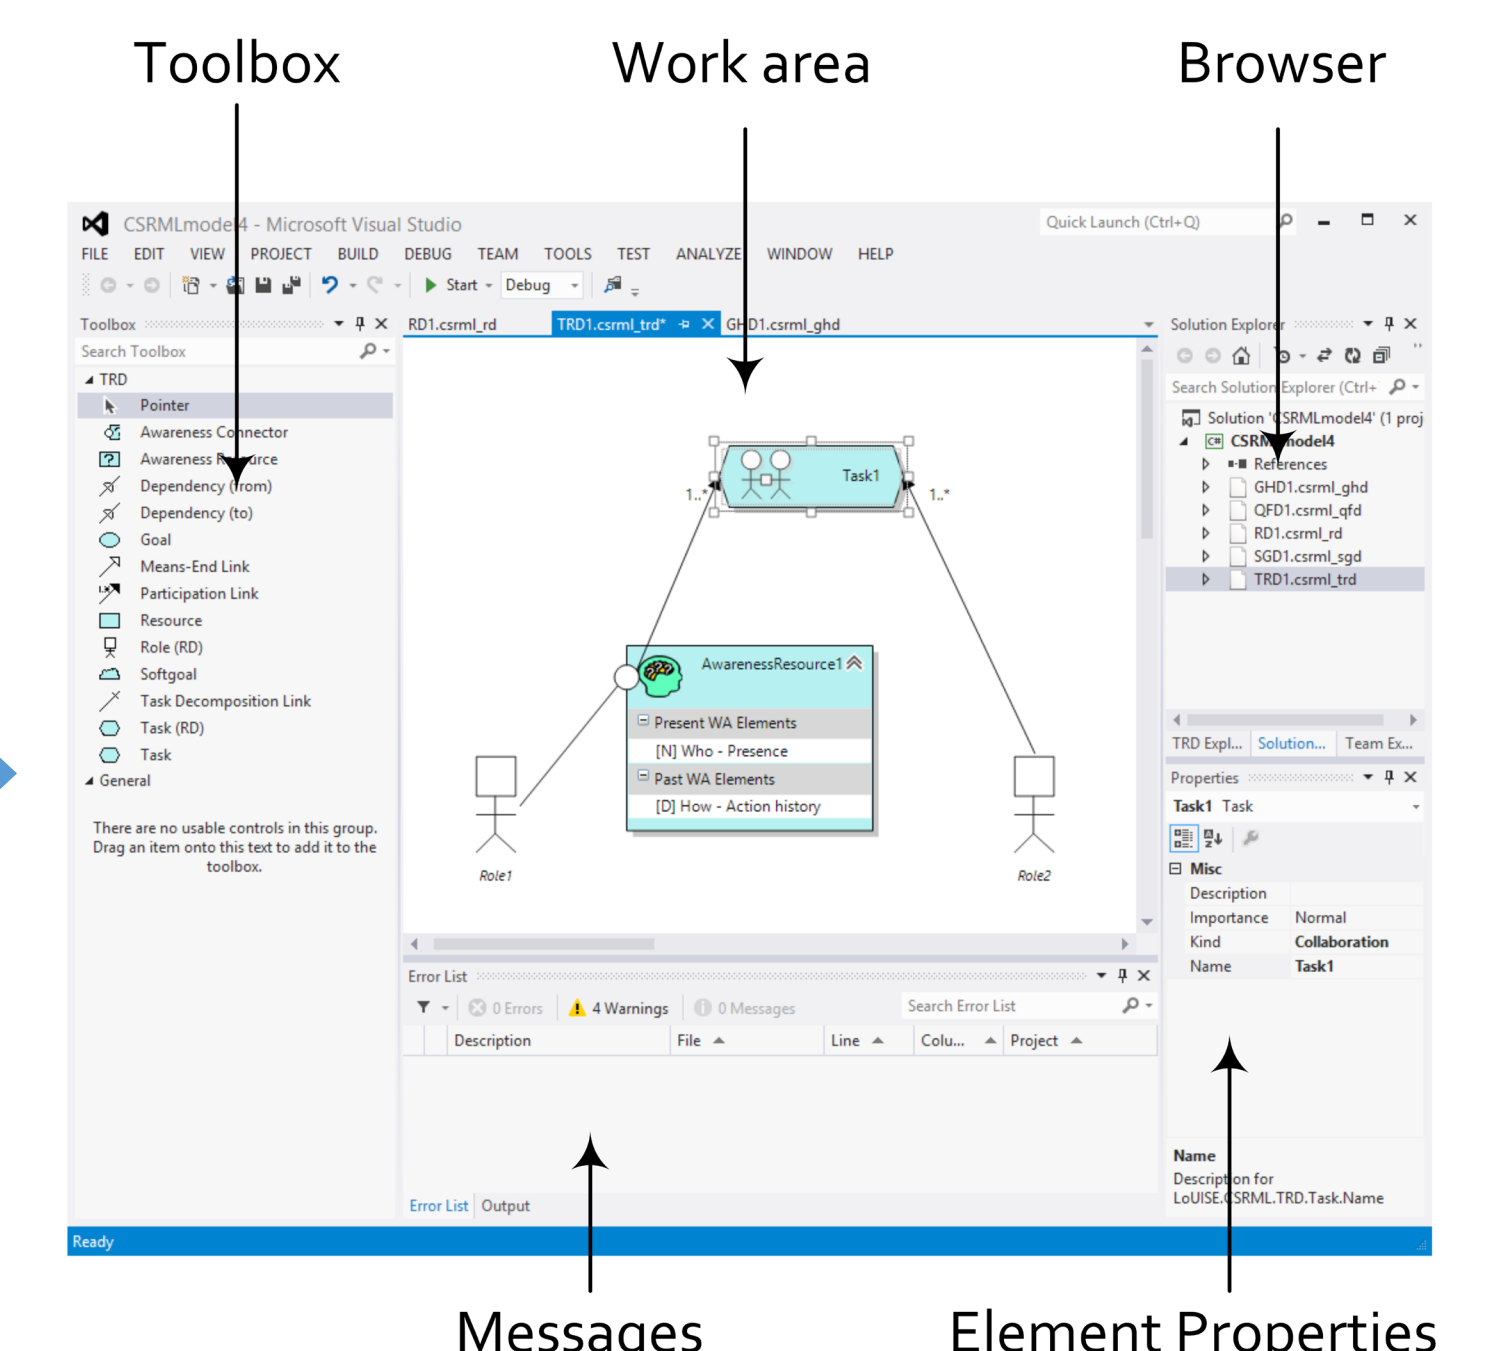 Toolbox
Work area
Browser
CSRMLmodel4 - Microsoft Visual Studio
Quick Launch (Ctrl+Q)
FILE EDIT VIEW PROJECT BUILD DEBUG TEAM TOOLS TEST ANALYZE WINDOW HELP
Start
Debug
Toolbox
Search Toolbox
TRD
Pointer
Awareness Connector
Awareness Resource
Dependency (from)
Dependency (to)
Goal
Means-End Link
Participation Link
Resource
Role (RD)
Softgoal
Task Decomposition Link
Task (RD)
Task
General
There are no usable controls in this group.
Drag an item onto this text to add it to the
toolbox.
RD1.csrml_rd
TRD1.csrml_trd*
GHD1.csrml_ghd
Task1
1..*
1..*
AwarenessResource1
Present WA Elements
[N] Who - Presence
Past WA Elements
[D] How - Action history
Role1
Role2
Error List
0 Errors
4 Warnings
0 Messages
Search Error List
Description
File
Line
Colu...
Project
Error List
Output
Solution Explorer
Search Solution Explorer (Ctrl+
Solution 'CSRMLmodel4' (1 proj
C# CSRMLmodel4
References
GHD1.csrml_ghd
QFD1.csrml_qfd
RD1.csrml_rd
SGD1.csrml_sgd
TRD1.csrml_trd
TRD Expl...
Solution...
Team Ex...
Properties
Task1 Task
Misc
Description
Importance Normal
Kind Collaboration
Name Task1
Name
Description for
LoUISE.CSRML.TRD.Task.Name
Ready
Messages
Element Properties